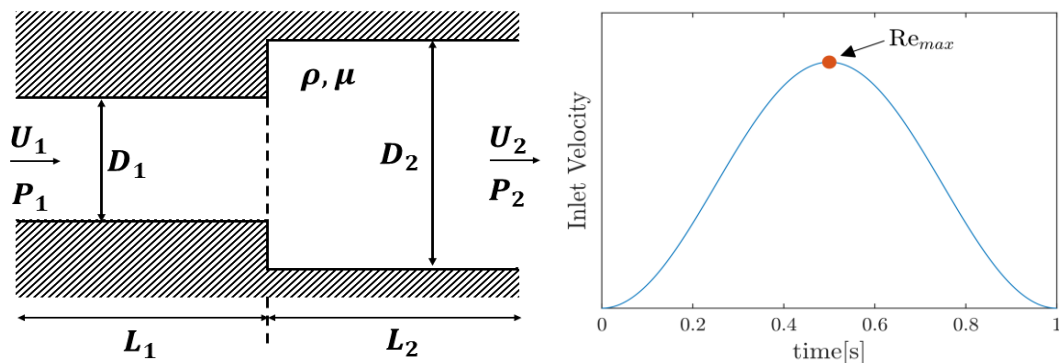 ρ, μ
U₁
P₁
D₁
D₂
U₂
P₂
L₁
L₂
Re_max
Inlet Velocity
0
0.2
0.4
0.6
0.8
1
time[s]